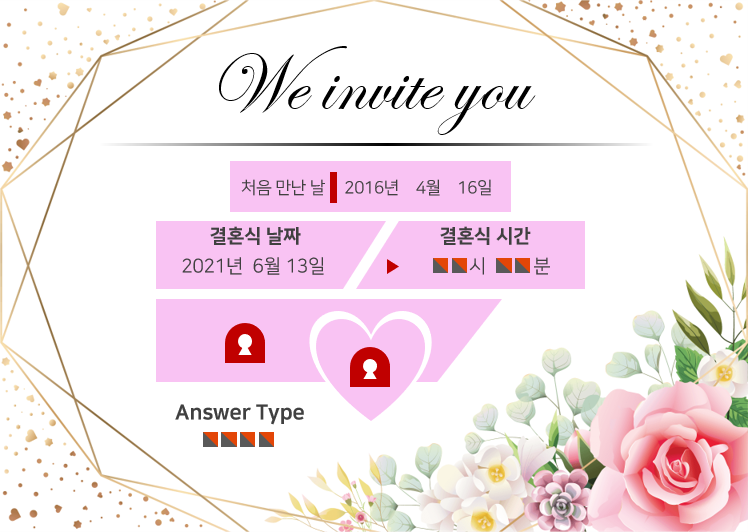 We invite you
처음 만난 날 2016년 4월 16일
결혼식 날짜
2021년 6월 13일
결혼식 시간
시 분
Answer Type